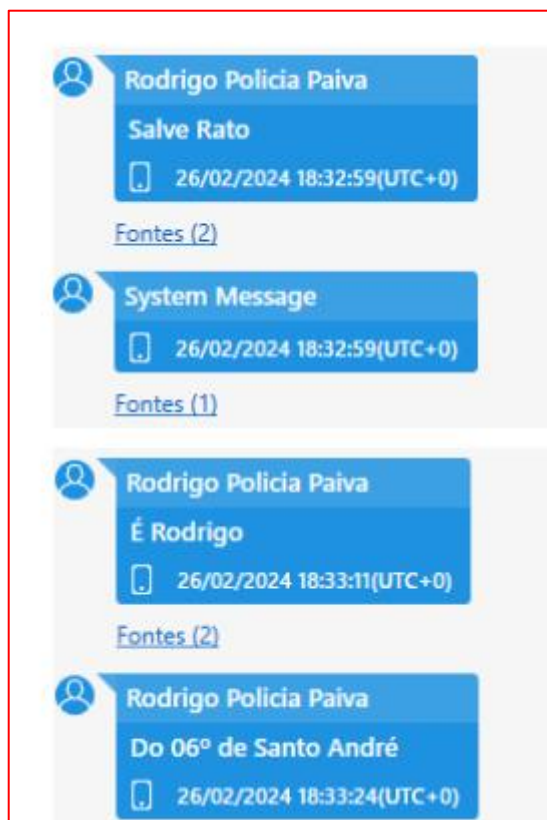 Rodrigo Policia Paiva
Salve Rato
26/02/2024 18:32:59(UTC+0)
Fontes (2)
System Message
26/02/2024 18:32:59(UTC+0)
Fontes (1)
Rodrigo Policia Paiva
É Rodrigo
26/02/2024 18:33:11(UTC+0)
Fontes (2)
Rodrigo Policia Paiva
Do 06º de Santo André
26/02/2024 18:33:24(UTC+0)